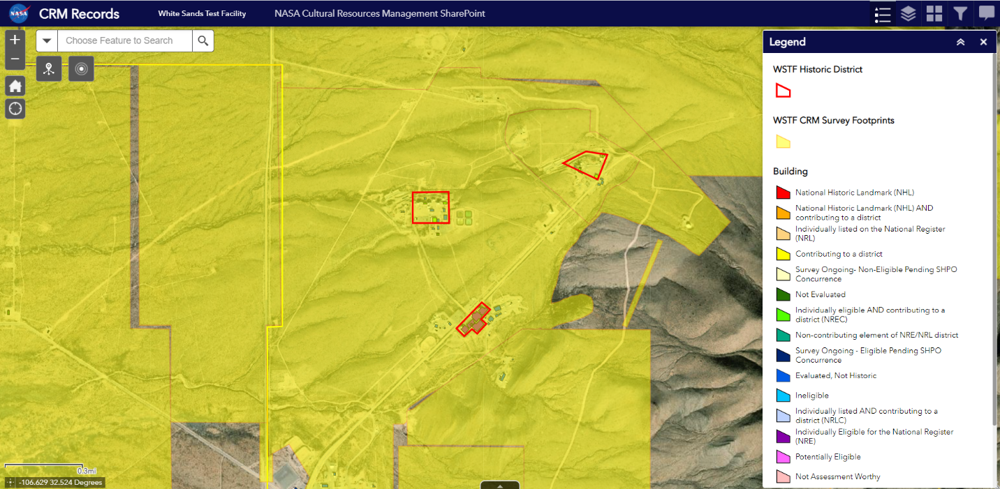 NASA
CRM Records
White Sands Test Facility
NASA Cultural Resources Management SharePoint
Choose Feature to Search
Legend
WSTF Historic District
WSTF CRM Survey Footprints
Building
National Historic Landmark (NHL)
National Historic Landmark (NHL) AND
contributing to a district
Individually listed on the National Register
(NRL)
Contributing to a district
Survey Ongoing- Non-Eligible Pending SHPO
Concurrence
Not Evaluated
Individually eligible AND contributing to a
district (NREC)
Non-contributing element of NRE/NRL district
Survey Ongoing - Eligible Pending SHPO
Concurrence
Evaluated, Not Historic
Ineligible
Individually listed AND contributing to a
district (NRLC)
Individually Eligible for the National Register
(NRE)
Potentially Eligible
Not Assessment Worthy
0.3mi
-106.629 32.524 Degrees